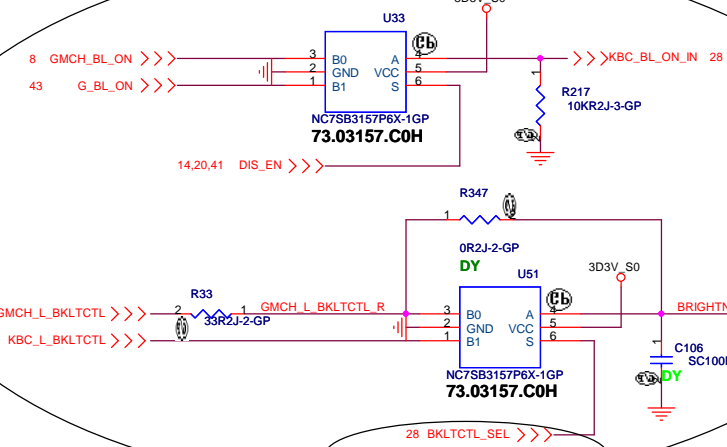 U33
8 GMCH_BL_ON
3 B0 A 4
KBC_BL_ON_IN 28
2 GND VCC 5
43 G_BL_ON
1 B1 S 6
1
R217
10KR2J-3-GP
NC7SB3157P6X-1GP
73.03157.C0H
14,20,41 DIS_EN
R347
1
0R2J-2-GP
DY
U51
3D3V_S0
R33
GMCH_L_BKLTCTL
2 1
GMCH_L_BKLTCTL_R
33R2J-2-GP
3 B0 A 4
2 GND VCC 5
KBC_L_BKLTCTL
1 B1 S 6
1
C106
DY
NC7SB3157P6X-1GP
73.03157.C0H
28 BKLTCTL_SEL